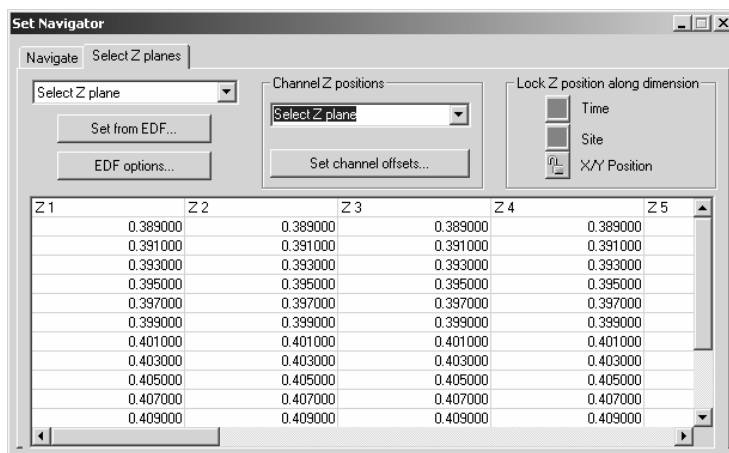 Set Navigator
Navigate Select Z planes
Select Z plane
Set from EDF...
EDF options...
Channel Z positions
Select Z plane
Set channel offsets...
Lock Z position along dimension
Time
Site
X/Y Position
Z 1 Z 2 Z 3 Z 4 Z 5
0.389000 0.389000 0.389000 0.389000
0.391000 0.391000 0.391000 0.391000
0.393000 0.393000 0.393000 0.393000
0.395000 0.395000 0.395000 0.395000
0.397000 0.397000 0.397000 0.397000
0.399000 0.399000 0.399000 0.399000
0.401000 0.401000 0.401000 0.401000
0.403000 0.403000 0.403000 0.403000
0.405000 0.405000 0.405000 0.405000
0.407000 0.407000 0.407000 0.407000
0.409000 0.409000 0.409000 0.409000